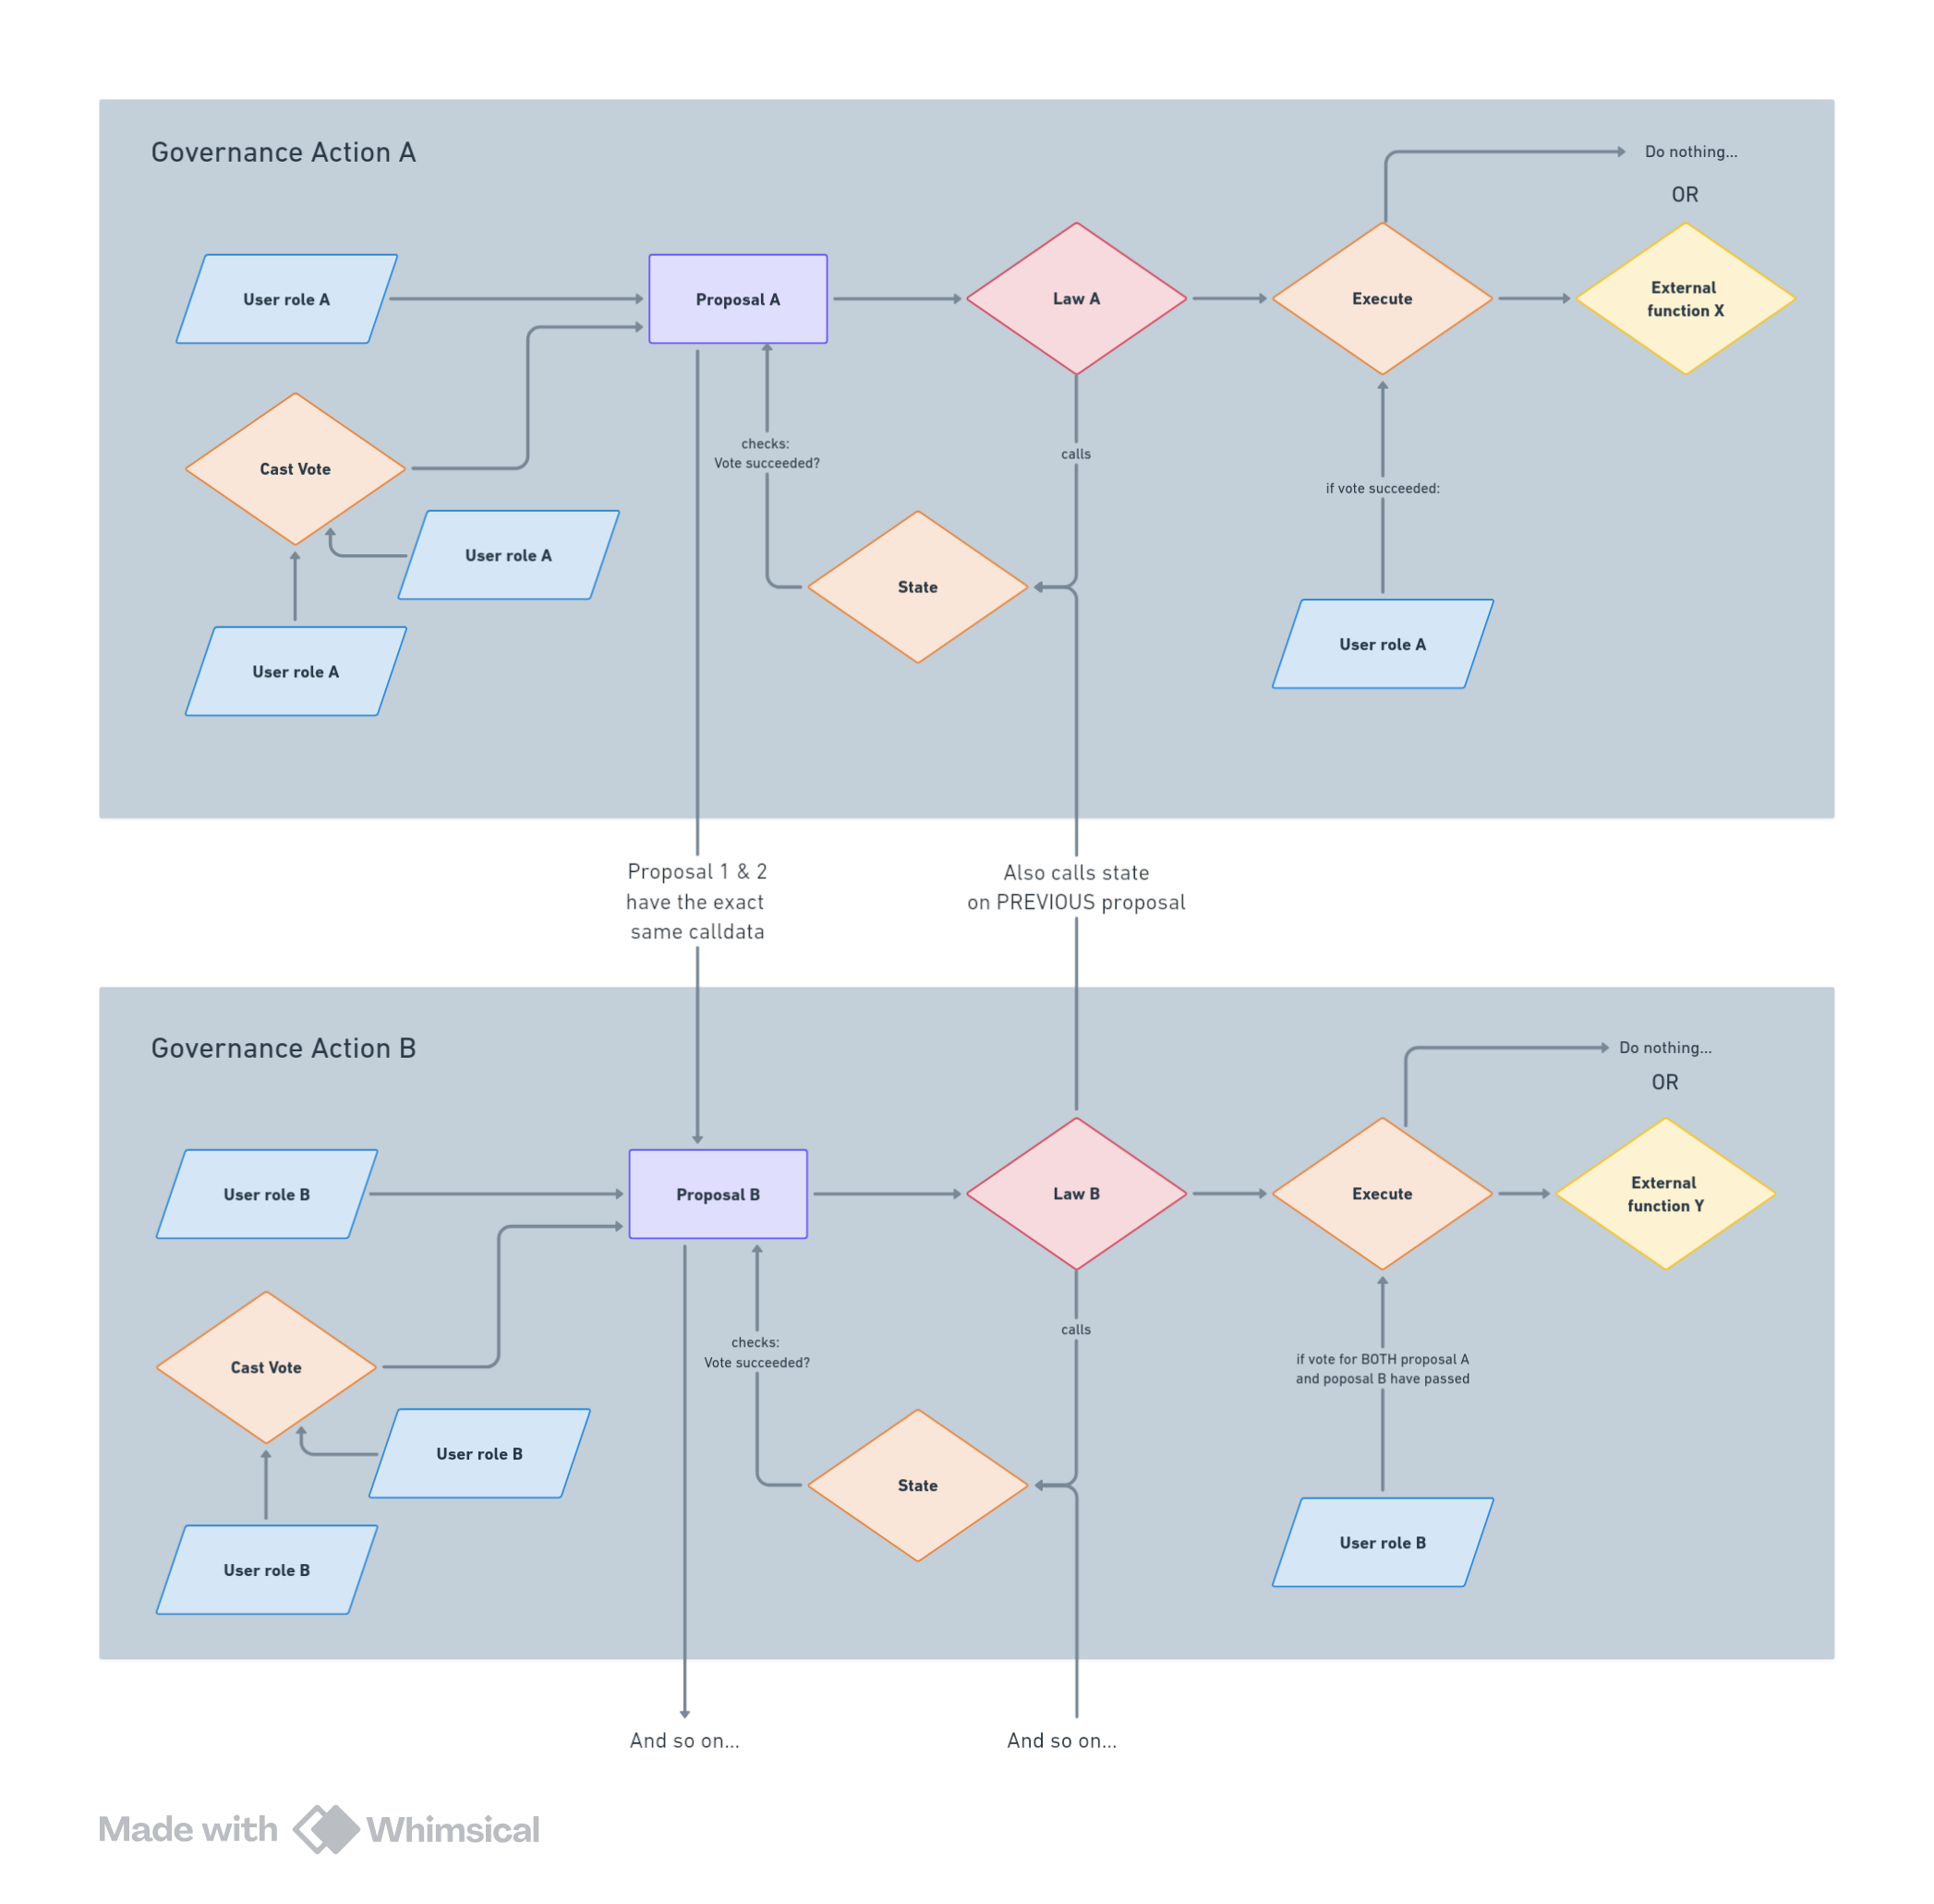 Governance Action A
Do nothing...
OR
User role A
Proposal A
Law A
Execute
External
function X
checks:
Vote succeeded?
calls
Cast Vote
if vote succeeded:
User role A
State
User role A
User role A
Proposal 1 & 2
have the exact
same calldata
Also calls state
on PREVIOUS proposal
Governance Action B
Do nothing...
OR
User role B
Proposal B
Law B
Execute
External
function Y
calls
checks:
Vote succeeded?
if vote for BOTH proposal A
and poposal B have passed
Cast Vote
User role B
State
User role B
User role B
And so on...
And so on...
Made with Whimsical